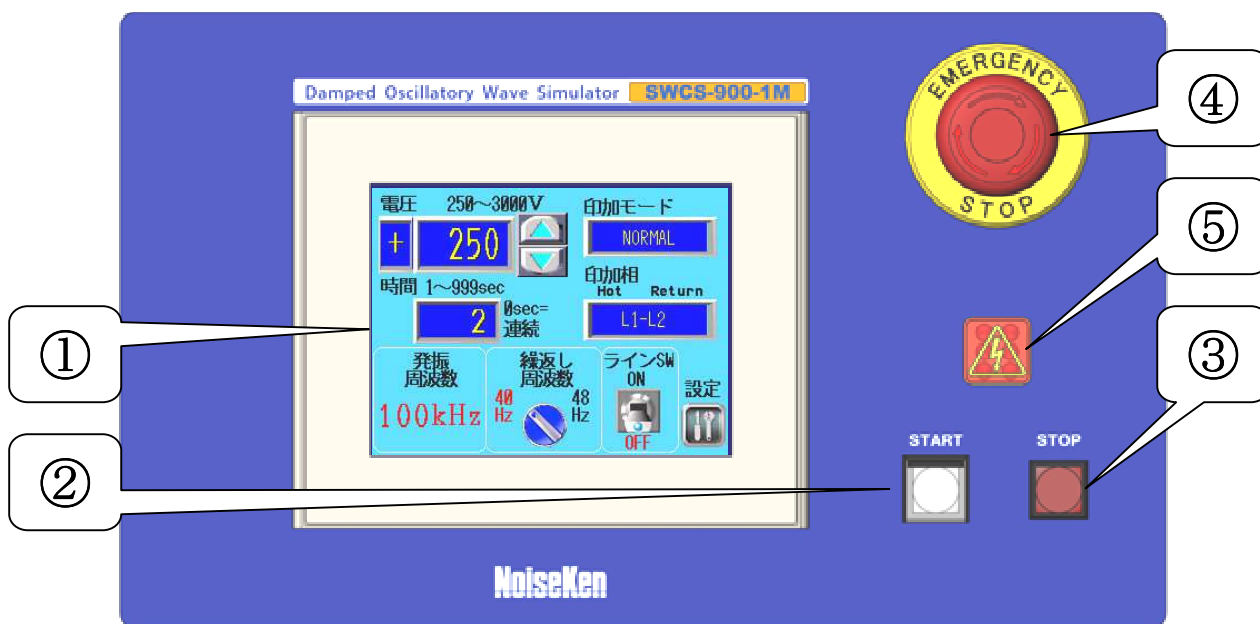 Damped Oscillatory Wave Simulator SWCS-900-1M
EMERGENCY
STOP
④
⑤
③
①
②
電圧 250~3000V
+ 250
時間 1~999sec
2 0sec=
連続
印加モード
NORMAL
印加相
Hot Return
L1-L2
発振
周波数
100kHz
繰返し
周波数
40
Hz
48
Hz
ラインSW
ON
OFF
設定
START STOP
NoiseKen